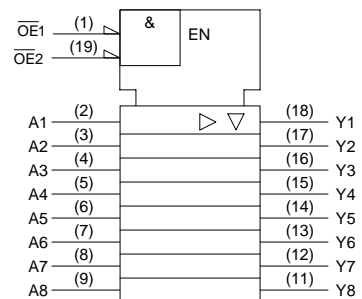 & EN
OE1 (1)
OE2 (19)
A1 (2) (18) Y1
A2 (3) (17) Y2
A3 (4) (16) Y3
A4 (5) (15) Y4
A5 (6) (14) Y5
A6 (7) (13) Y6
A7 (8) (12) Y7
A8 (9) (11) Y8